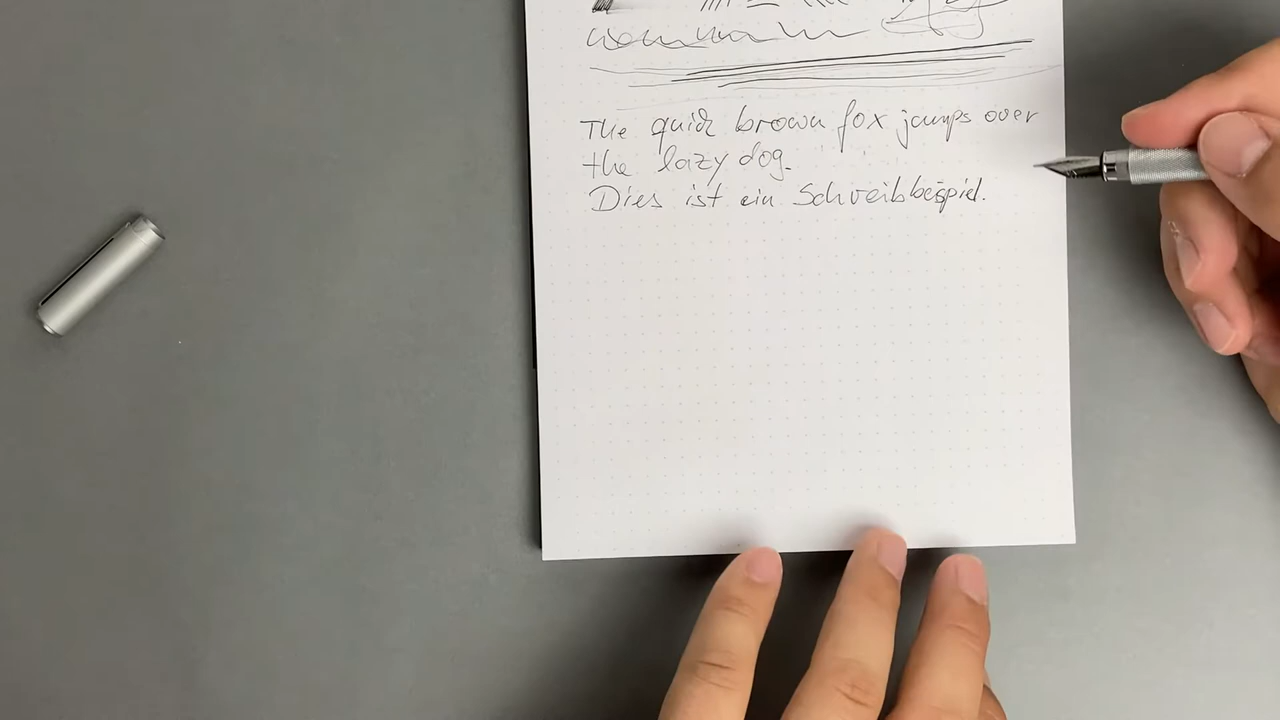 The quick brown fox jumps over
the lazy dog.
Dies ist ein Schreibbeispiel.